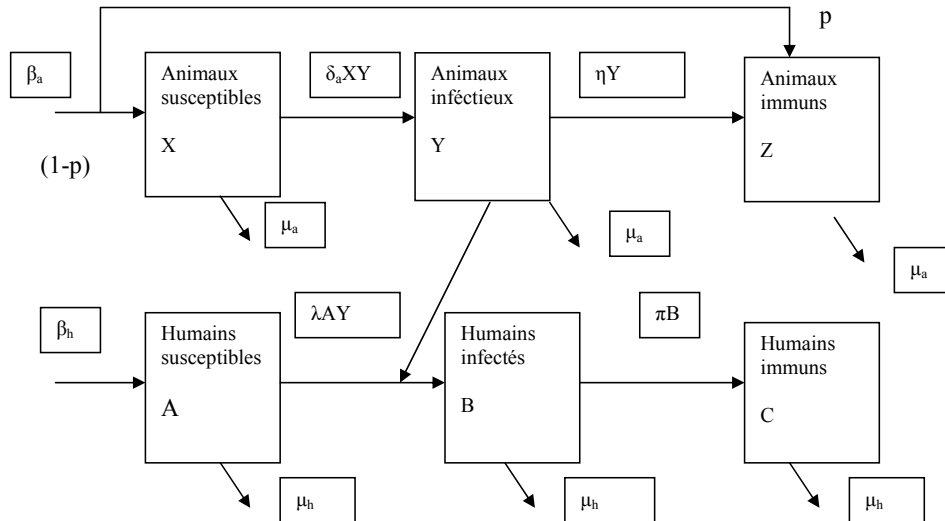 p
βa
Animaux
susceptibles
X
δaXY
Animaux
inféctieux
Y
ηY
Animaux
immuns
Z
(1-p)
μa
μa
μa
βh
Humains
susceptibles
A
λAY
Humains
infectés
B
πB
Humains
immuns
C
μh
μh
μh